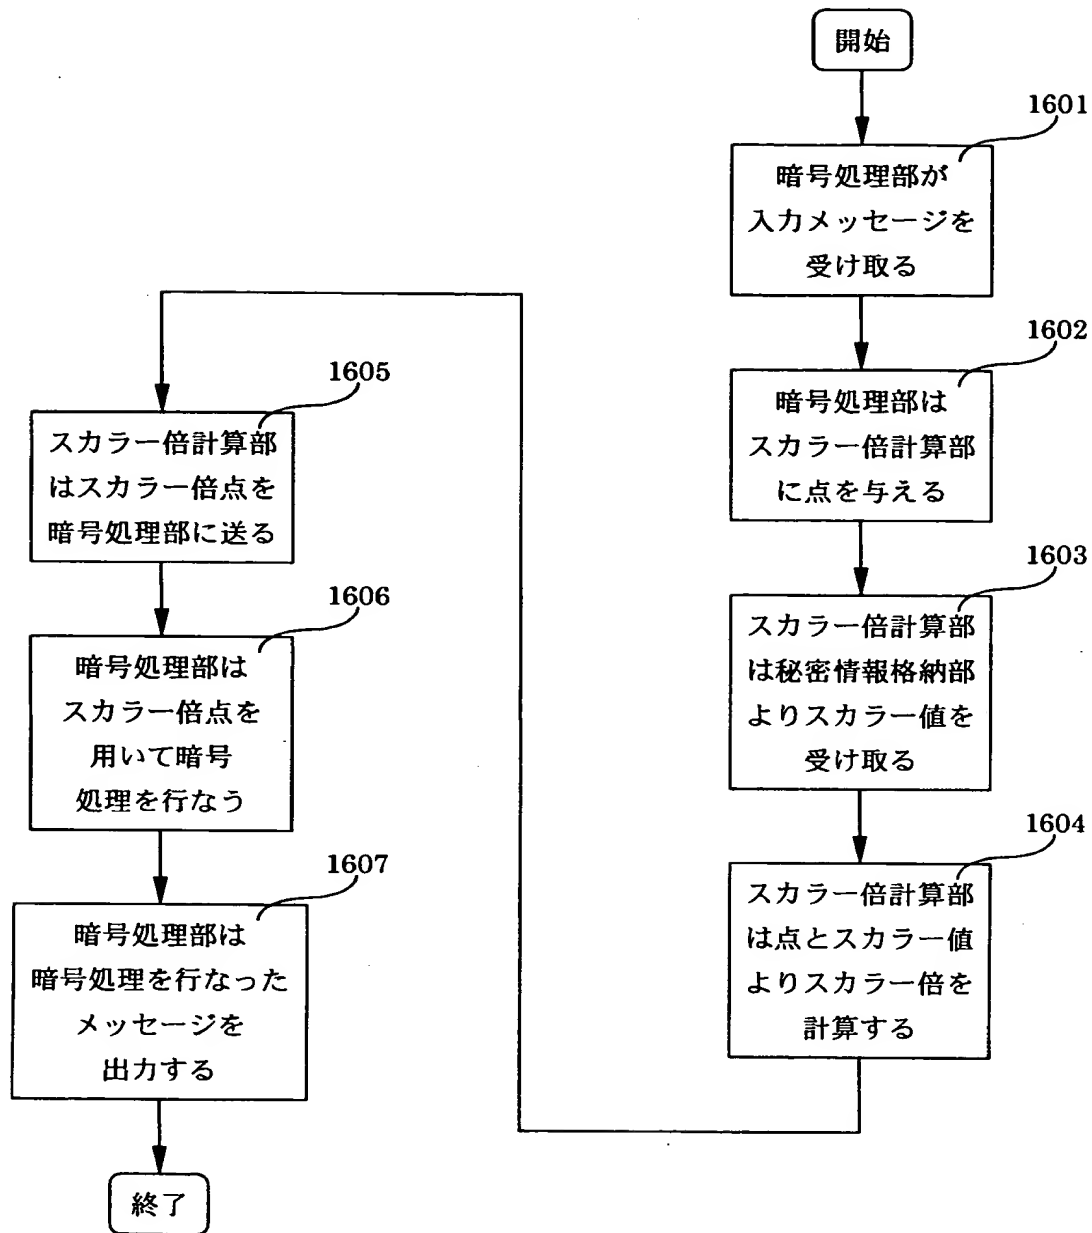 開始
1601
暗号処理部が
入力メッセージを
受け取る
1602
暗号処理部は
スカラー倍計算部
に点を与える
1603
スカラー倍計算部
は秘密情報格納部
よりスカラー値を
受け取る
1604
スカラー倍計算部
は点とスカラー値
よりスカラー倍を
計算する
1605
スカラー倍計算部
はスカラー倍点を
暗号処理部に送る
1606
暗号処理部は
スカラー倍点を
用いて暗号
処理を行なう
1607
暗号処理部は
暗号処理を行なった
メッセージを
出力する
終了